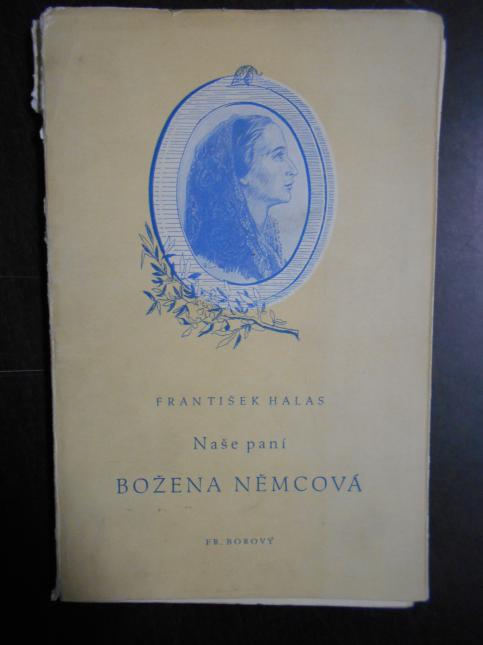 FRANTIŠEK HALAS
Naše paní
BOŽENA NĚMCOVÁ
FR. BOROVÝ